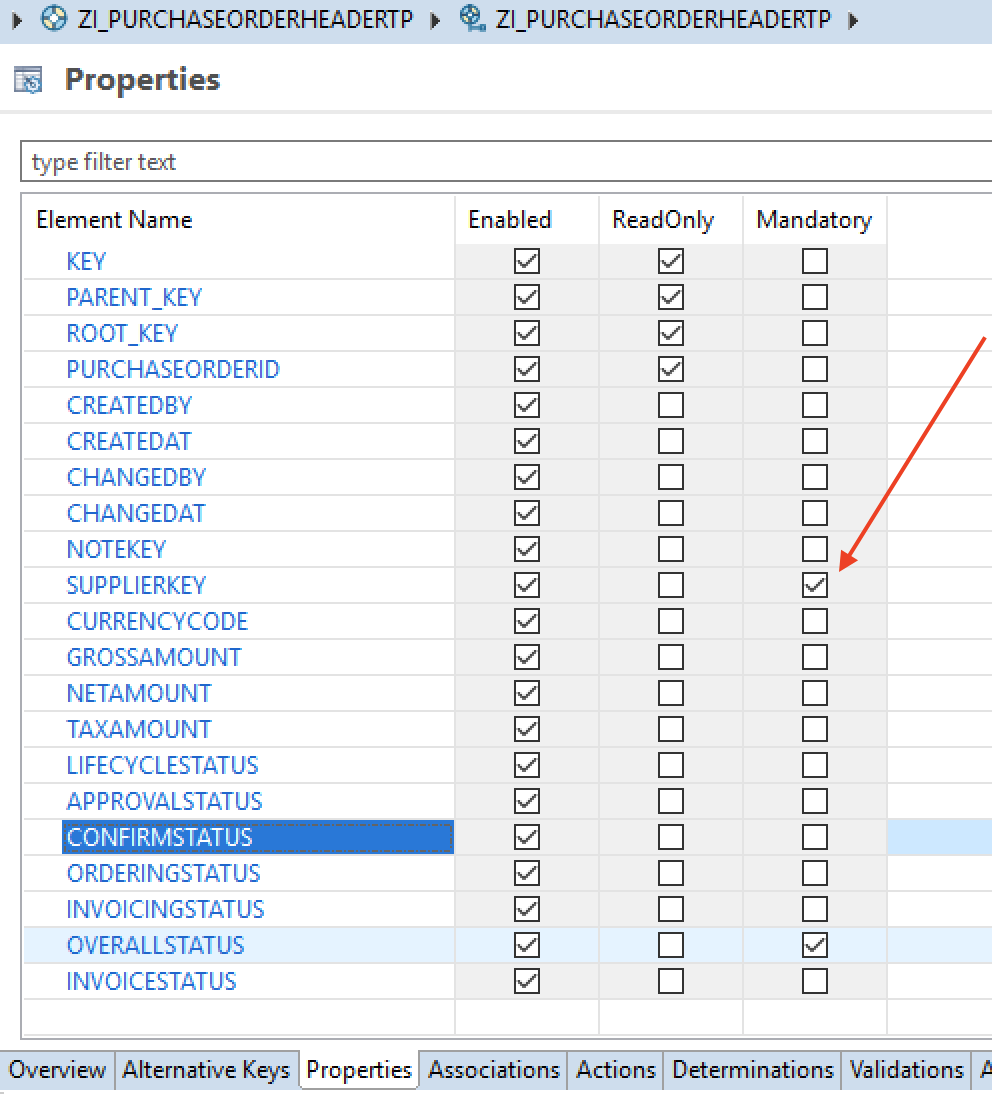 ZI_PURCHASEORDERHEADERTP ZI_PURCHASEORDERHEADERTP
Properties
type filter text
Element Name Enabled ReadOnly Mandatory
KEY
PARENT_KEY
ROOT_KEY
PURCHASEORDERID
CREATEDBY
CREATEDAT
CHANGEDBY
CHANGEDAT
NOTEKEY
SUPPLIERKEY
CURRENCYCODE
GROSSAMOUNT
NETAMOUNT
TAXAMOUNT
LIFECYCLESTATUS
APPROVALSTATUS
CONFIRMSTATUS
ORDERINGSTATUS
INVOICINGSTATUS
OVERALLSTATUS
INVOICESTATUS
Overview Alternative Keys Properties Associations Actions Determinations Validations A